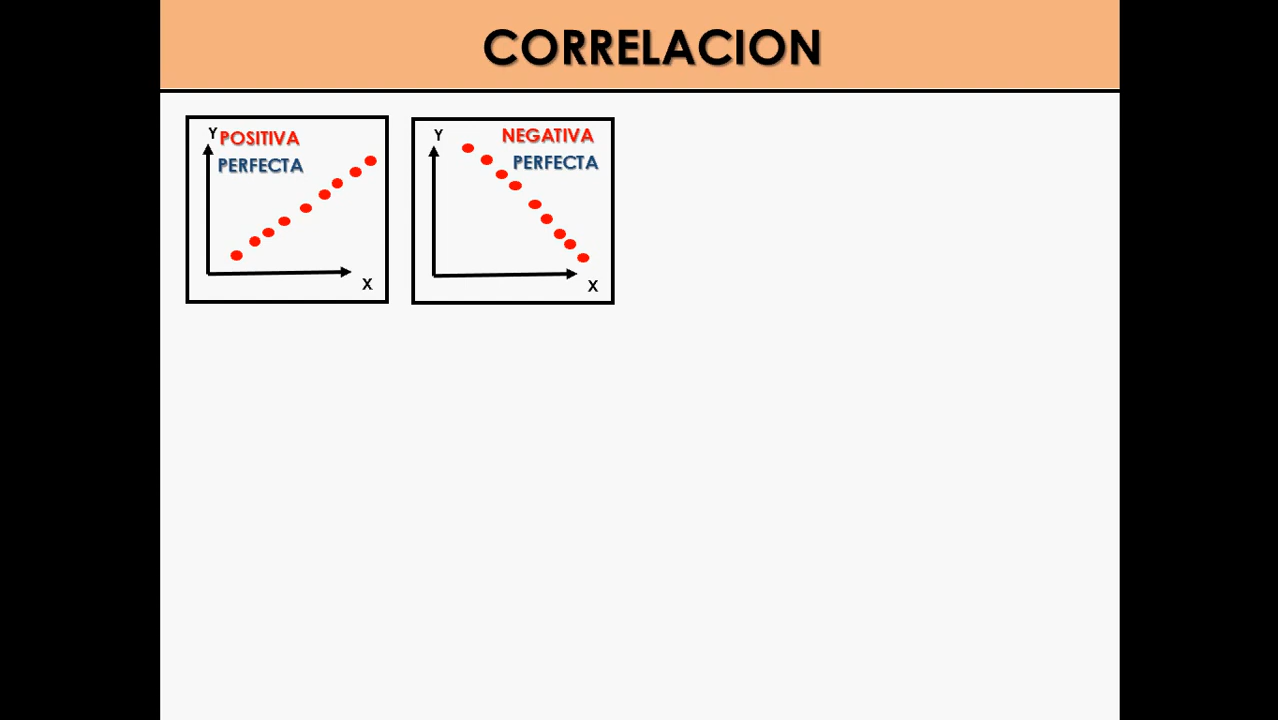 CORRELACION
Y POSITIVA
PERFECTA
X
Y NEGATIVA
PERFECTA
X